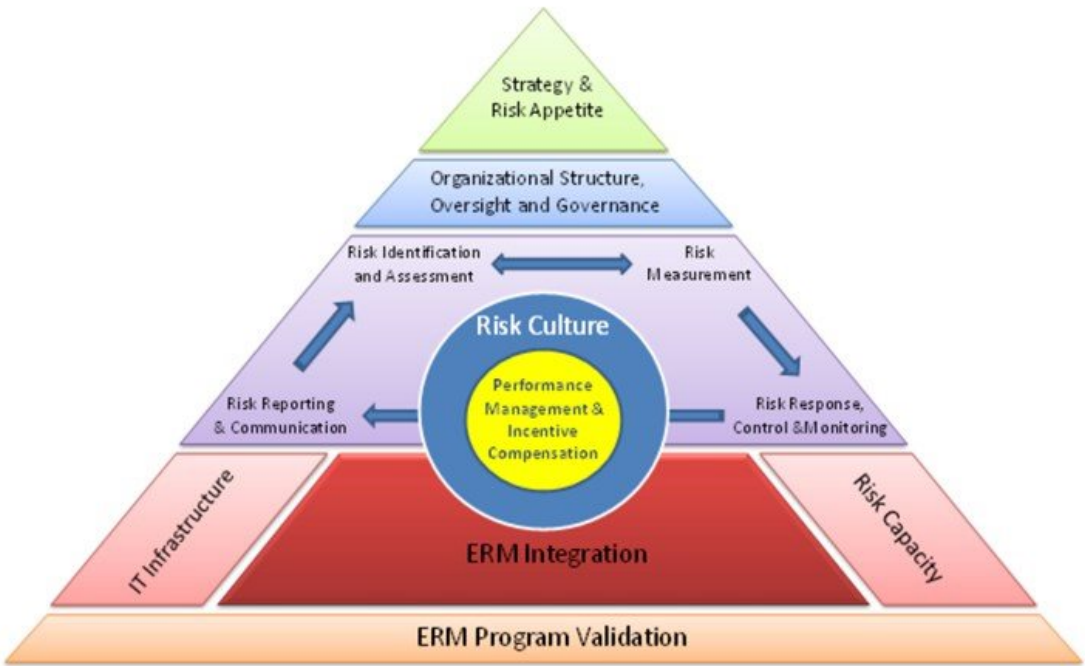 Strategy &
Risk Appetite
Organizational Structure,
Oversight and Governance
Risk Identification
and Assessment
Risk
Measurement
Risk Culture
Performance
Management &
Incentive
Compensation
Risk Reporting
& Communication
Risk Response,
Control &Monitoring
IT Infrastructure
ERM Integration
Risk Capacity
ERM Program Validation